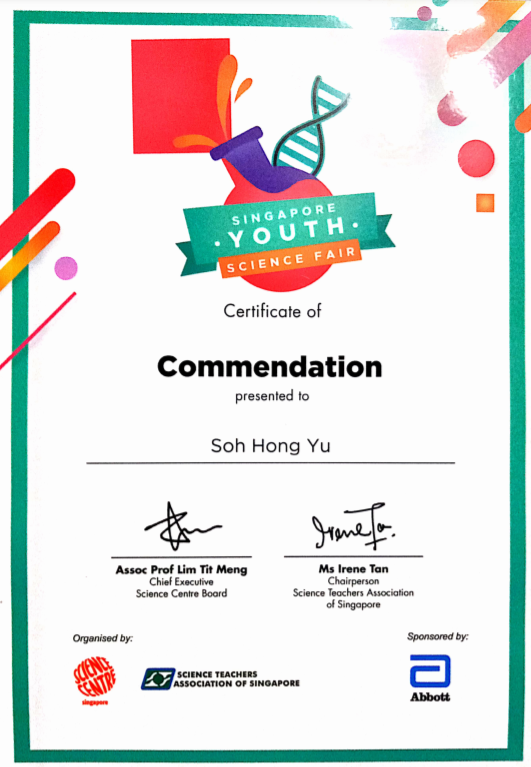 SINGAPORE
• YOUTH •
SCIENCE FAIR
Certificate of
Commendation
presented to
Soh Hong Yu
Irene Tan.
Assoc Prof Lim Tit Meng
Chief Executive
Science Centre Board
Ms Irene Tan
Chairperson
Science Teachers Association
of Singapore
Organised by:
Sponsored by:
SCIENCE
CENTRE
singapore
SCIENCE TEACHERS
ASSOCIATION OF SINGAPORE
Abbott